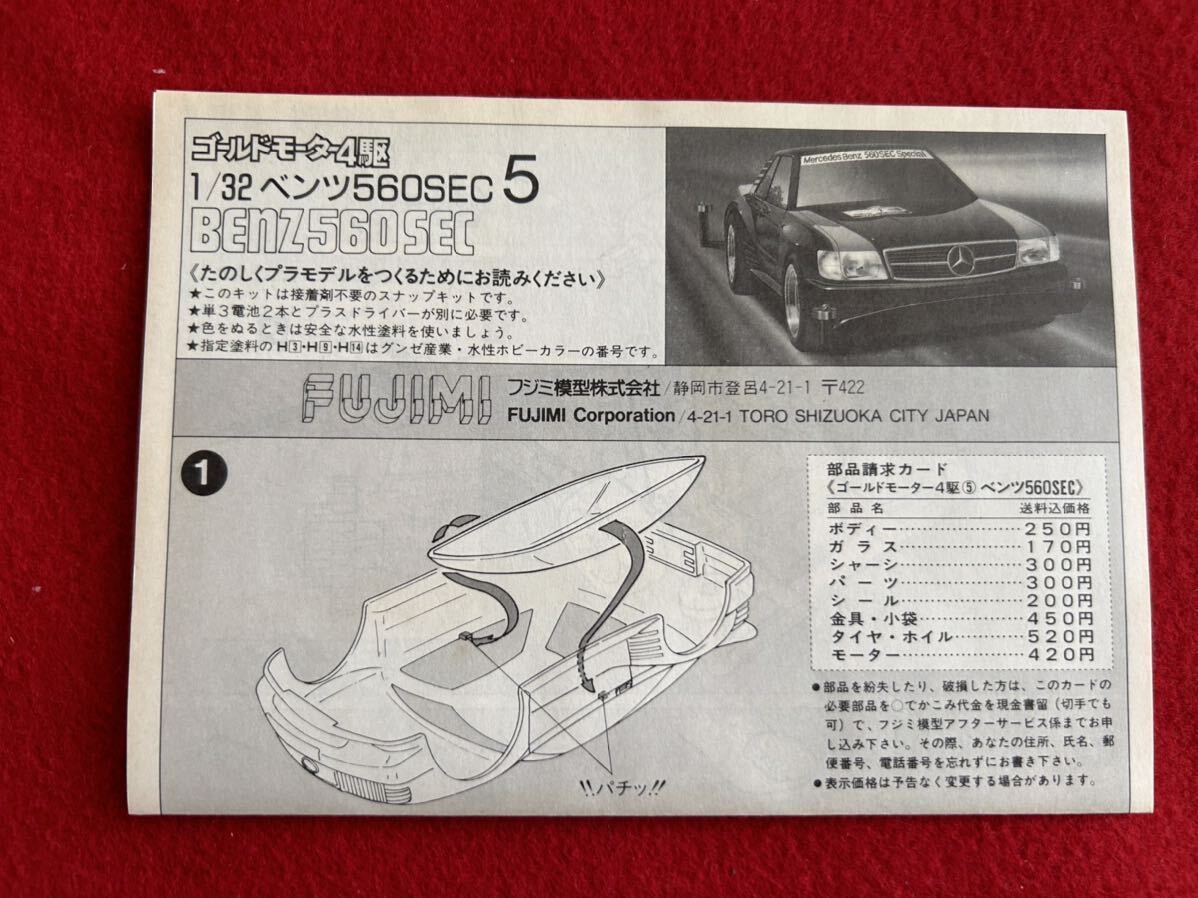 ゴールドモーター4駆
1/32 ベンツ560SEC 5
BENZ560SEC
《たのしくプラモデルをつくるためにお読みください》
★このキットは接着剤不要のスナップキットです。
★単3電池2本とプラスドライバーが別に必要です。
★色をぬるときは安全な水性塗料を使いましょう。
★指定塗料のH3・H9・H14はグンゼ産業・水性ホビーカラーの番号です。
Mercedes Benz 560SEC Special
FUJIMI フジミ模型株式会社/静岡市登呂4-21-1 〒422
FUJIMI Corporation/4-21-1 TORO SHIZUOKA CITY JAPAN
1
!!パチッ!!
部品請求カード
《ゴールドモーター4駆⑤ベンツ560SEC》
部品名 送料込価格
ボディー……………………250円
ガラス……………………170円
シャーシ……………………300円
パーツ……………………300円
シール……………………200円
金具・小袋……………………450円
タイヤ・ホイル……………………520円
モーター……………………420円
●部品を紛失したり、破損した方は、このカードの
必要部品を○でかこみ代金を現金書留(切手でも
可)で、フジミ模型アフターサービス係までお申
し込み下さい。その際、あなたの住所、氏名、郵
便番号、電話番号を忘れずにお書き下さい。
●表示価格は予告なく変更する場合があります。